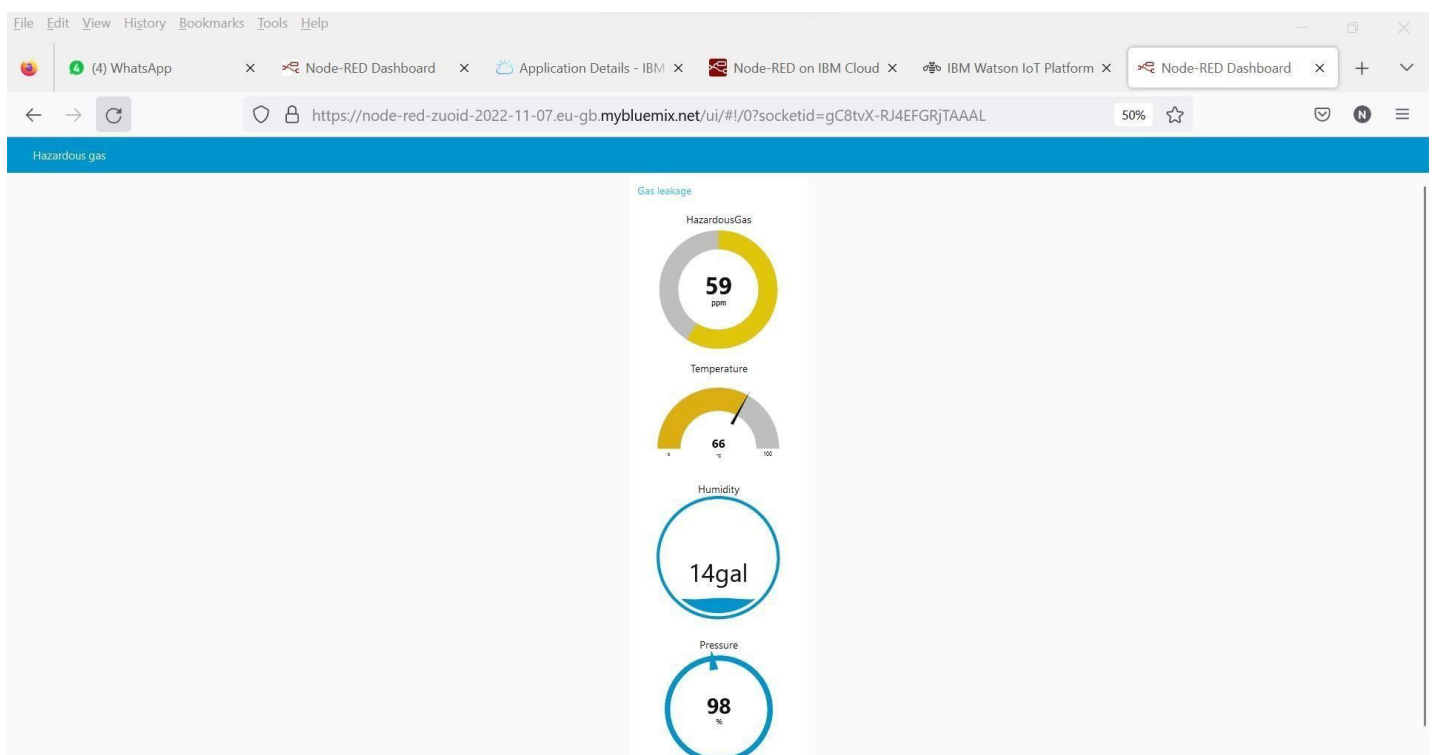 File Edit View History Bookmarks Tools Help
(4) WhatsApp
Node-RED Dashboard
Application Details - IBM
Node-RED on IBM Cloud
IBM Watson IoT Platform
Node-RED Dashboard
https://node-red-zuoid-2022-11-07.eu-gb.mybluemix.net/ui/#!/0?socketid=gC8tvX-RJ4EFGRjTAAAL
50%
N
Hazardous gas
Gas leakage
HazardousGas
59
ppm
Temperature
66
0 °C 100
Humidity
14gal
Pressure
98
%